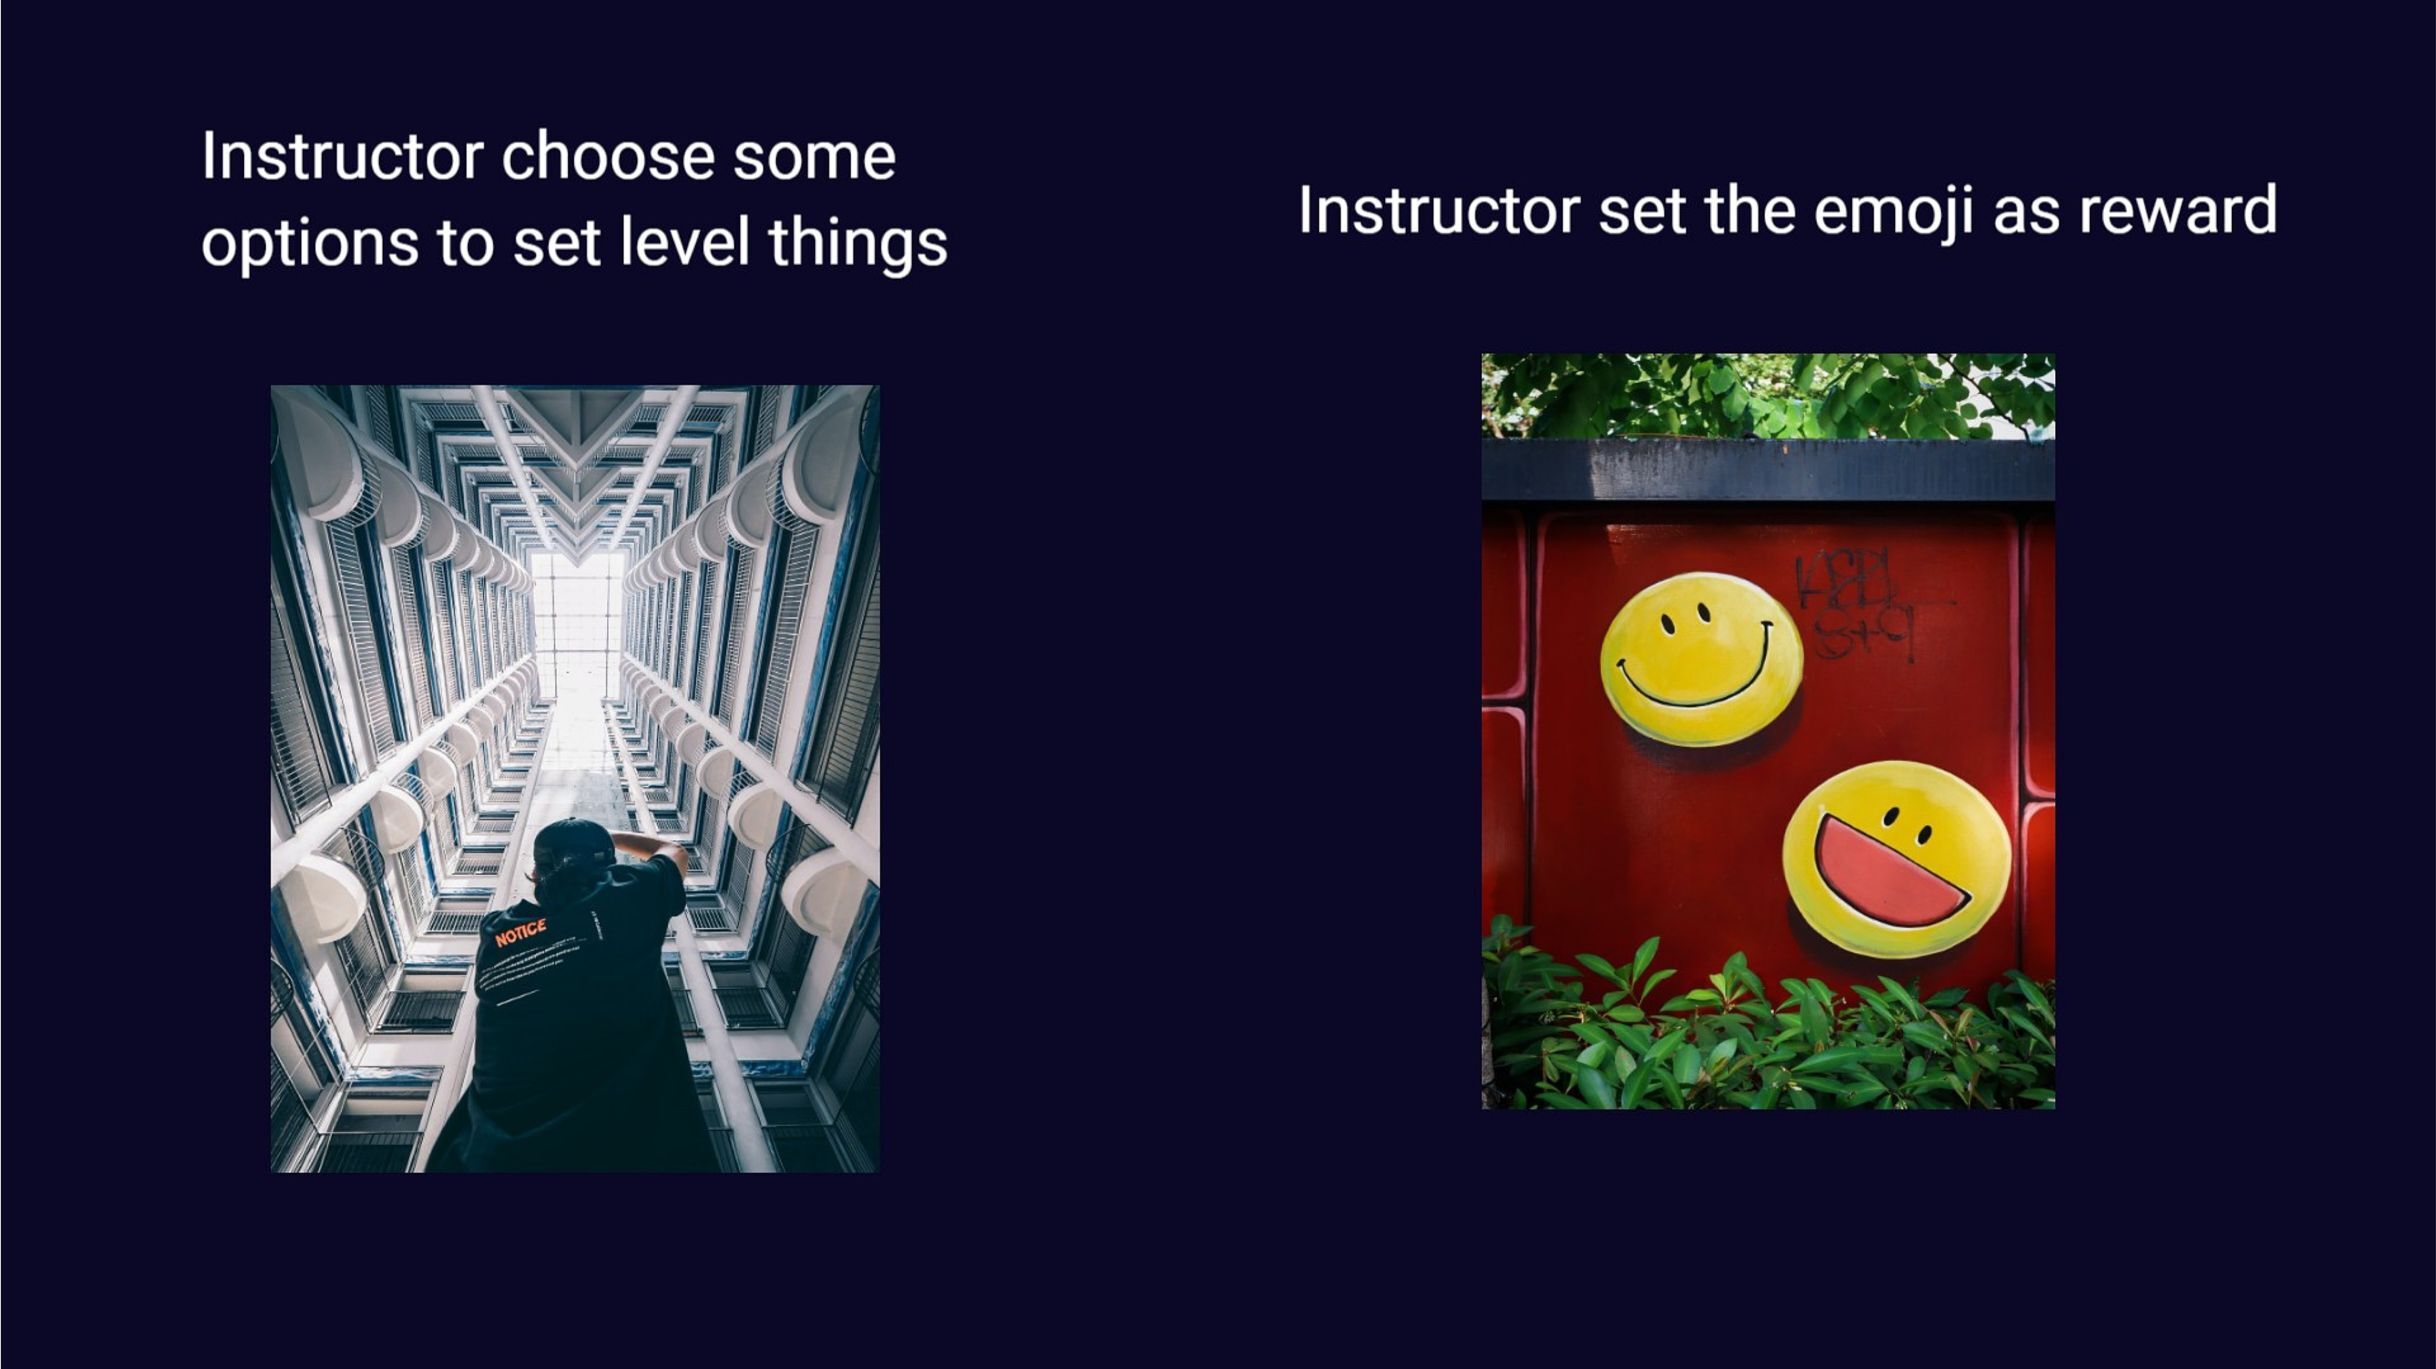 Instructor choose some
options to set level things
Instructor set the emoji as reward
NOTICE